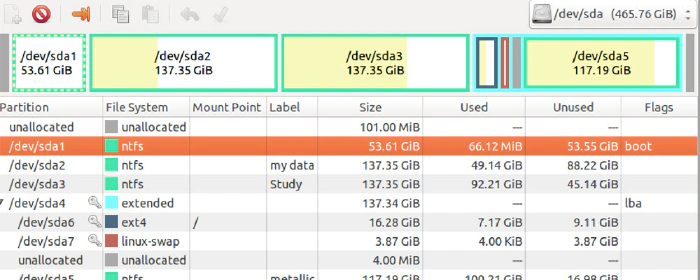 /dev/sda (465.76 GiB)
/dev/sda1 /dev/sda2 /dev/sda3 /dev/sda5
53.61 GiB 137.35 GiB 137.35 GiB 117.19 GiB
Partition File System Mount Point Label Size Used Unused Flags
unallocated unallocated 101.00 MiB --- ---
/dev/sda1 ntfs 53.61 GiB 66.12 MiB 53.55 GiB boot
/dev/sda2 ntfs my data 137.35 GiB 49.14 GiB 88.22 GiB
/dev/sda3 ntfs Study 137.35 GiB 92.21 GiB 45.14 GiB
/dev/sda4 extended 137.34 GiB --- --- lba
/dev/sda6 ext4 / 16.28 GiB 7.17 GiB 9.11 GiB
/dev/sda7 linux-swap 3.87 GiB 4.00 KiB 3.87 GiB
unallocated unallocated 4.00 MiB --- ---
/dev/sda5 ntfs metallic 117.19 GiB 100.21 GiB 16.98 GiB